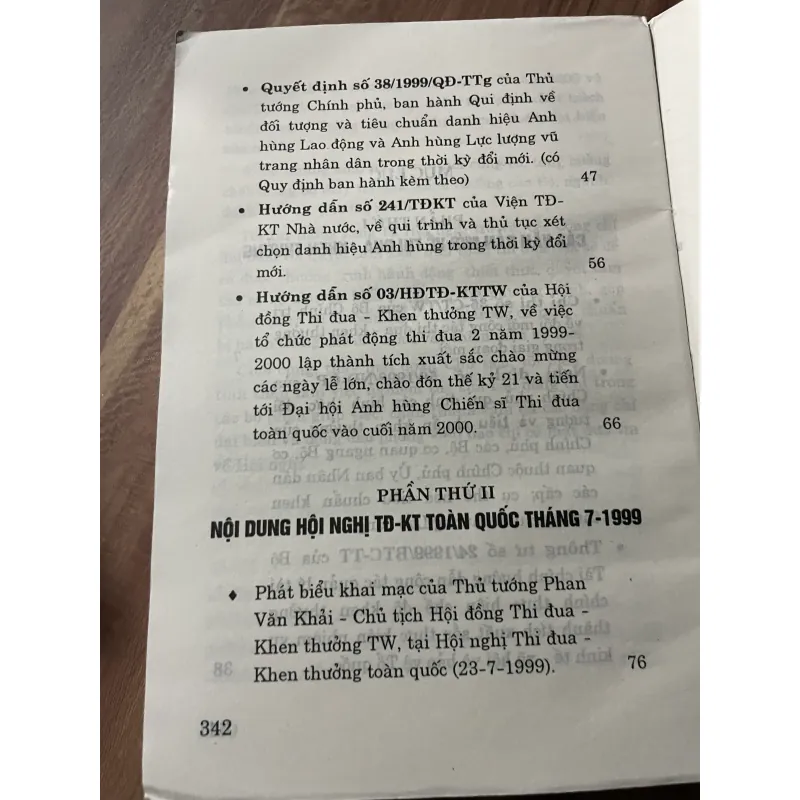 • Quyết định số 38/1999/QĐ-TTg của Thủ
tướng Chính phủ, ban hành Qui định về
đối tượng và tiêu chuẩn danh hiệu Anh
hùng Lao động và Anh hùng Lực lượng vũ
trang nhân dân trong thời kỳ đổi mới. (có
Quy định ban hành kèm theo) 47
• Hướng dẫn số 241/TĐKT của Viện TĐ-
KT Nhà nước, về qui trình và thủ tục xét
chọn danh hiệu Anh hùng trong thời kỳ đổi
mới. 56
• Hướng dẫn số 03/HĐTĐ-KTTW của Hội
đồng Thi đua - Khen thưởng TW, về việc
tổ chức phát động thi đua 2 năm 1999-
2000 lập thành tích xuất sắc chào mừng
các ngày lễ lớn, chào đón thế kỷ 21 và tiến
tới Đại hội Anh hùng Chiến sĩ Thi đua
toàn quốc vào cuối năm 2000. 66
PHẦN THỨ II
NỘI DUNG HỘI NGHỊ TĐ-KT TOÀN QUỐC THÁNG 7-1999
♦ Phát biểu khai mạc của Thủ tướng Phan
Văn Khải - Chủ tịch Hội đồng Thi đua -
Khen thưởng TW, tại Hội nghị Thi đua -
Khen thưởng toàn quốc (23-7-1999). 76
342